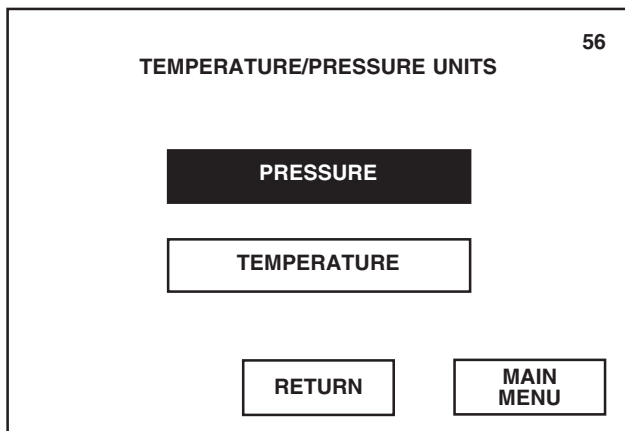 56
TEMPERATURE/PRESSURE UNITS
PRESSURE
TEMPERATURE
RETURN
MAIN
MENU